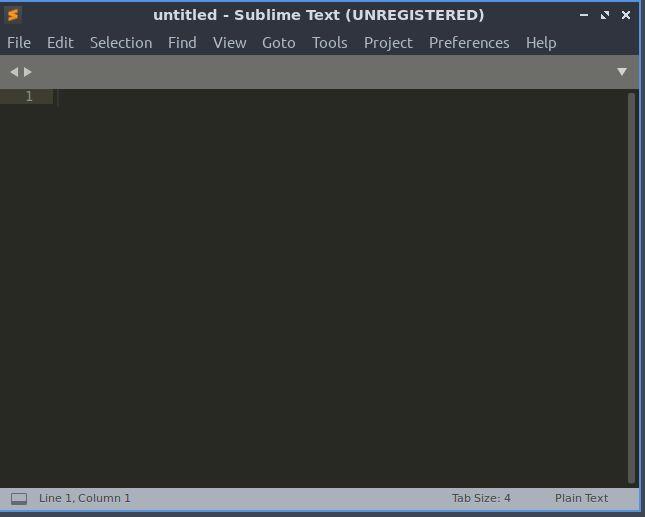 untitled - Sublime Text (UNREGISTERED)
File Edit Selection Find View Goto Tools Project Preferences Help
1
Line 1, Column 1 Tab Size: 4 Plain Text